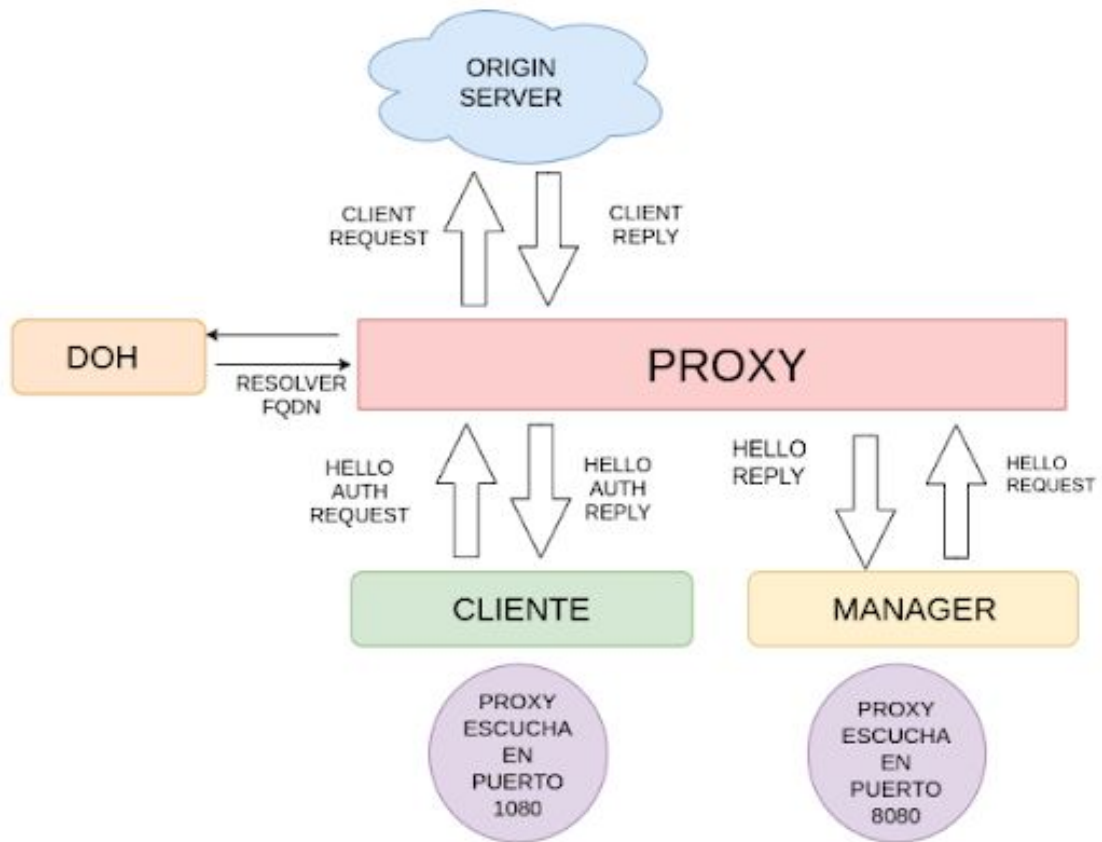 ORIGIN
SERVER
CLIENT
REQUEST
CLIENT
REPLY
DOH
RESOLVER
FQDN
PROXY
HELLO
AUTH
REQUEST
HELLO
AUTH
REPLY
HELLO
REPLY
HELLO
REQUEST
CLIENTE
MANAGER
PROXY
ESCUCHA
EN
PUERTO
1080
PROXY
ESCUCHA
EN
PUERTO
8080